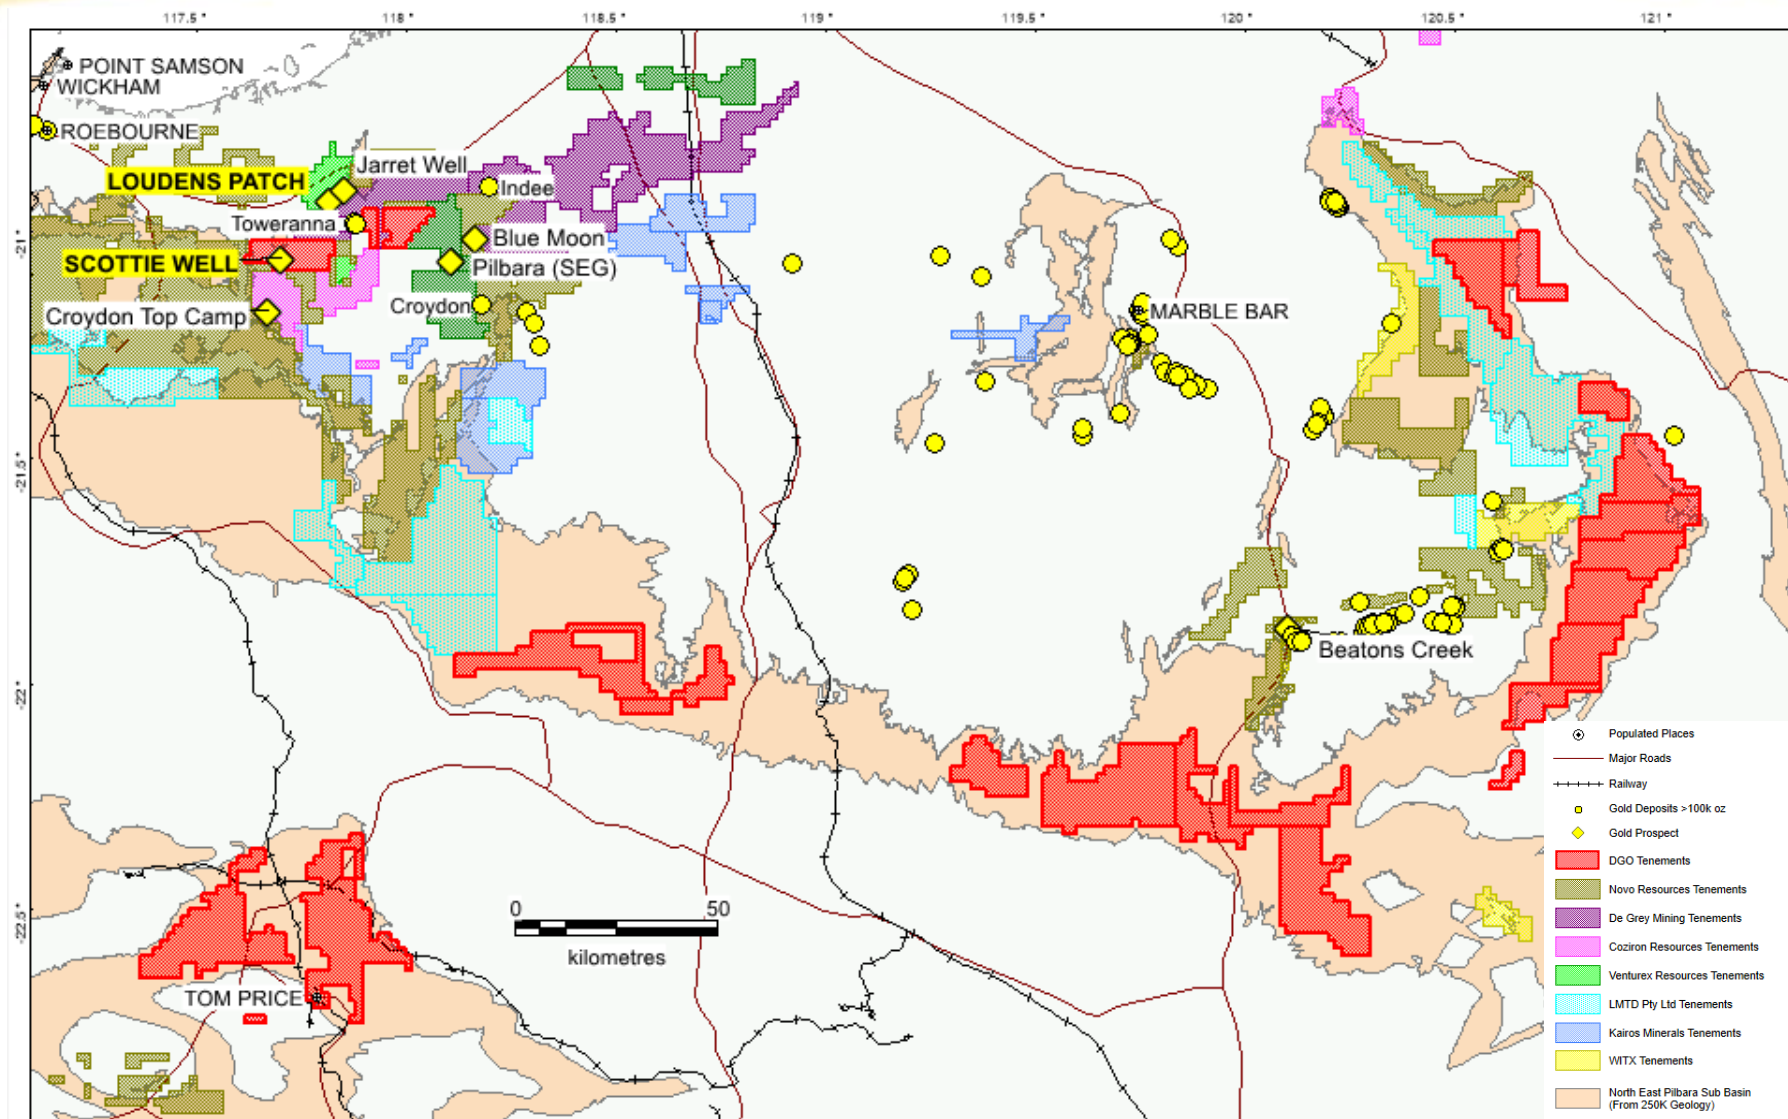 117.5° 118° 118.5° 119° 119.5° 120° 120.5° 121°
POINT SAMSON
WICKHAM
ROEBOURNE
Jarret Well
LOUDENS PATCH
Indee
Toweranna
-21°
Blue Moon
SCOTTIE WELL
Pilbara (SEG)
Croydon
Croydon Top Camp
MARBLE BAR
-21.5°
Beatons Creek
-22°
Populated Places
Major Roads
Railway
Gold Deposits >100k oz
Gold Prospect
DGO Tenements
Novo Resources Tenements
-22.5°
0 50
kilometres
De Grey Mining Tenements
Coziron Resources Tenements
Venturex Resources Tenements
TOM PRICE
LMTD Pty Ltd Tenements
Kairos Minerals Tenements
WITX Tenements
North East Pilbara Sub Basin
(From 250K Geology)